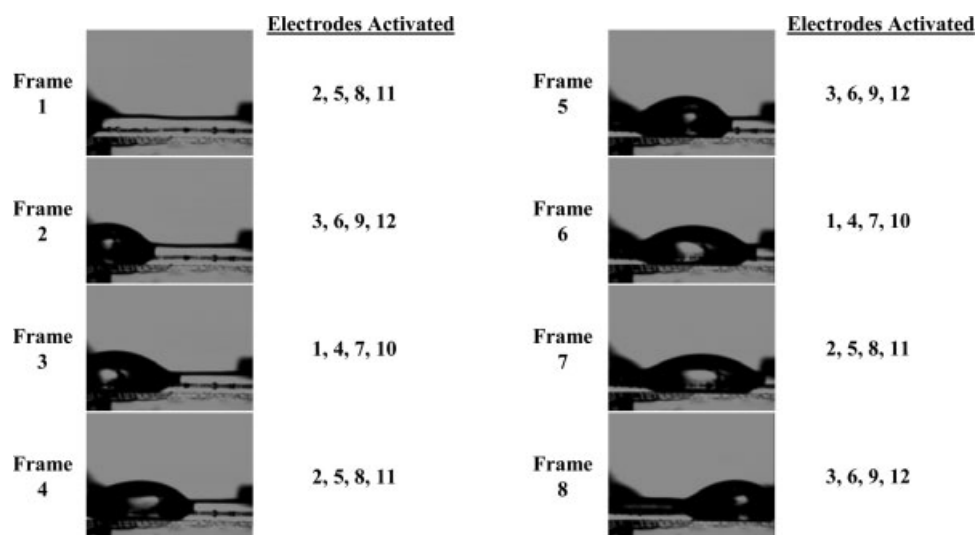 Electrodes Activated
Frame
1
2, 5, 8, 11
Frame
2
3, 6, 9, 12
Frame
3
1, 4, 7, 10
Frame
4
2, 5, 8, 11
Electrodes Activated
Frame
5
3, 6, 9, 12
Frame
6
1, 4, 7, 10
Frame
7
2, 5, 8, 11
Frame
8
3, 6, 9, 12